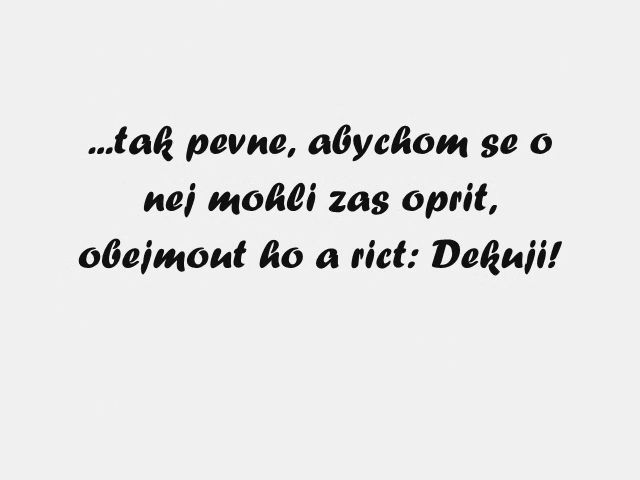 ...tak pevne, abychom se o
nej mohli zas oprit,
obejmout ho a rict: Dekuji!